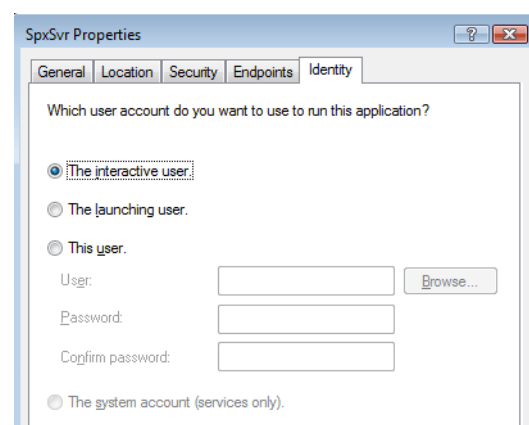 SpxSvr Properties
General Location Security Endpoints Identity
Which user account do you want to use to run this application?
The interactive user.
The launching user.
This user.
User:
Browse...
Password:
Confirm password:
The system account (services only).